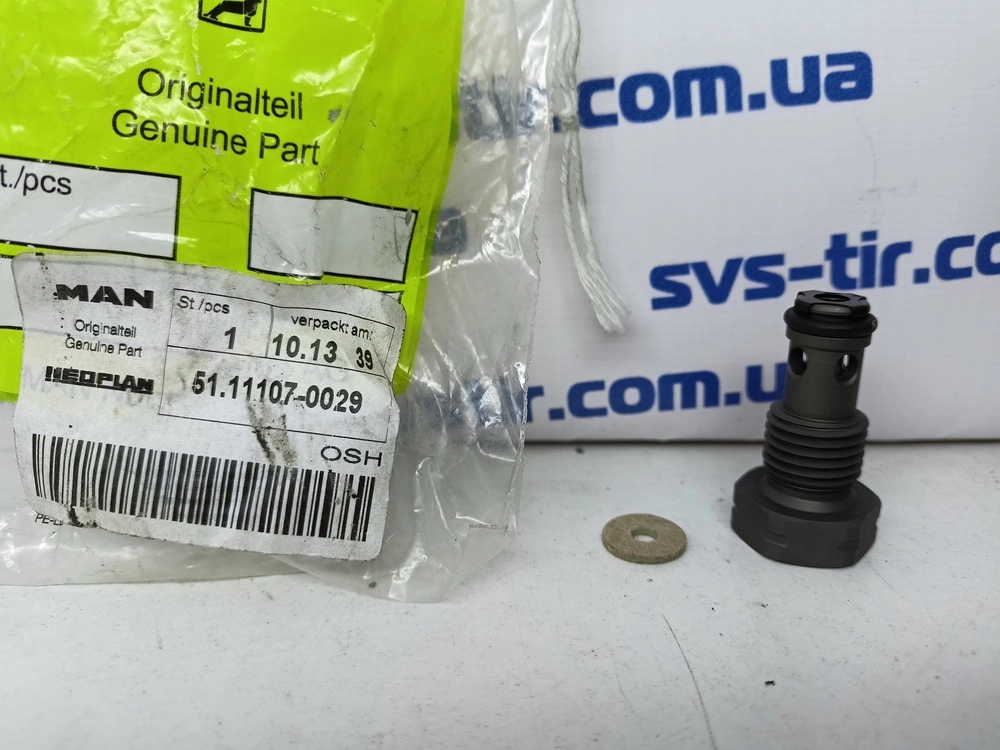 Originalteil
Genuine Part
t./pcs
MAN
Originalteil
Genuine Part
NEOPLAN
St/pcs
1
verpackt am:
10.13 39
51.11107-0029
OSH
.com.ua
svs-tir.co
ir.com.u